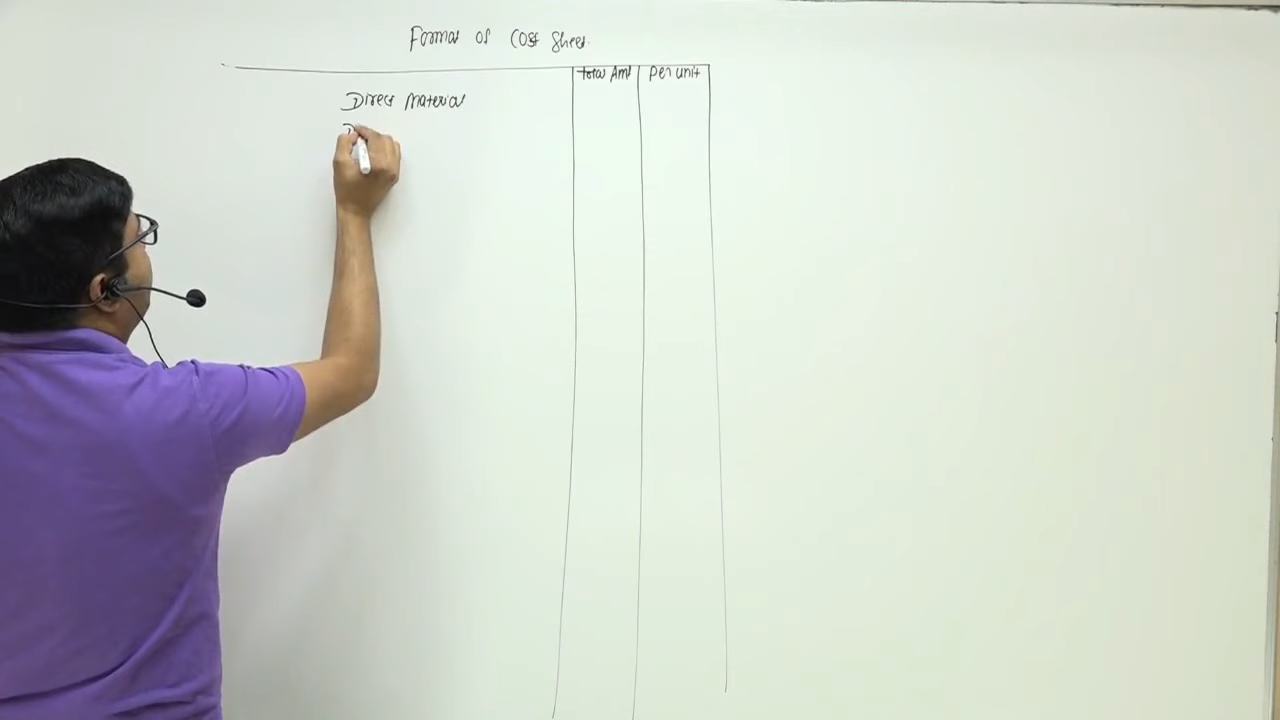 Format of Cost Sheet.
total Amt per unit
Direct Material
D